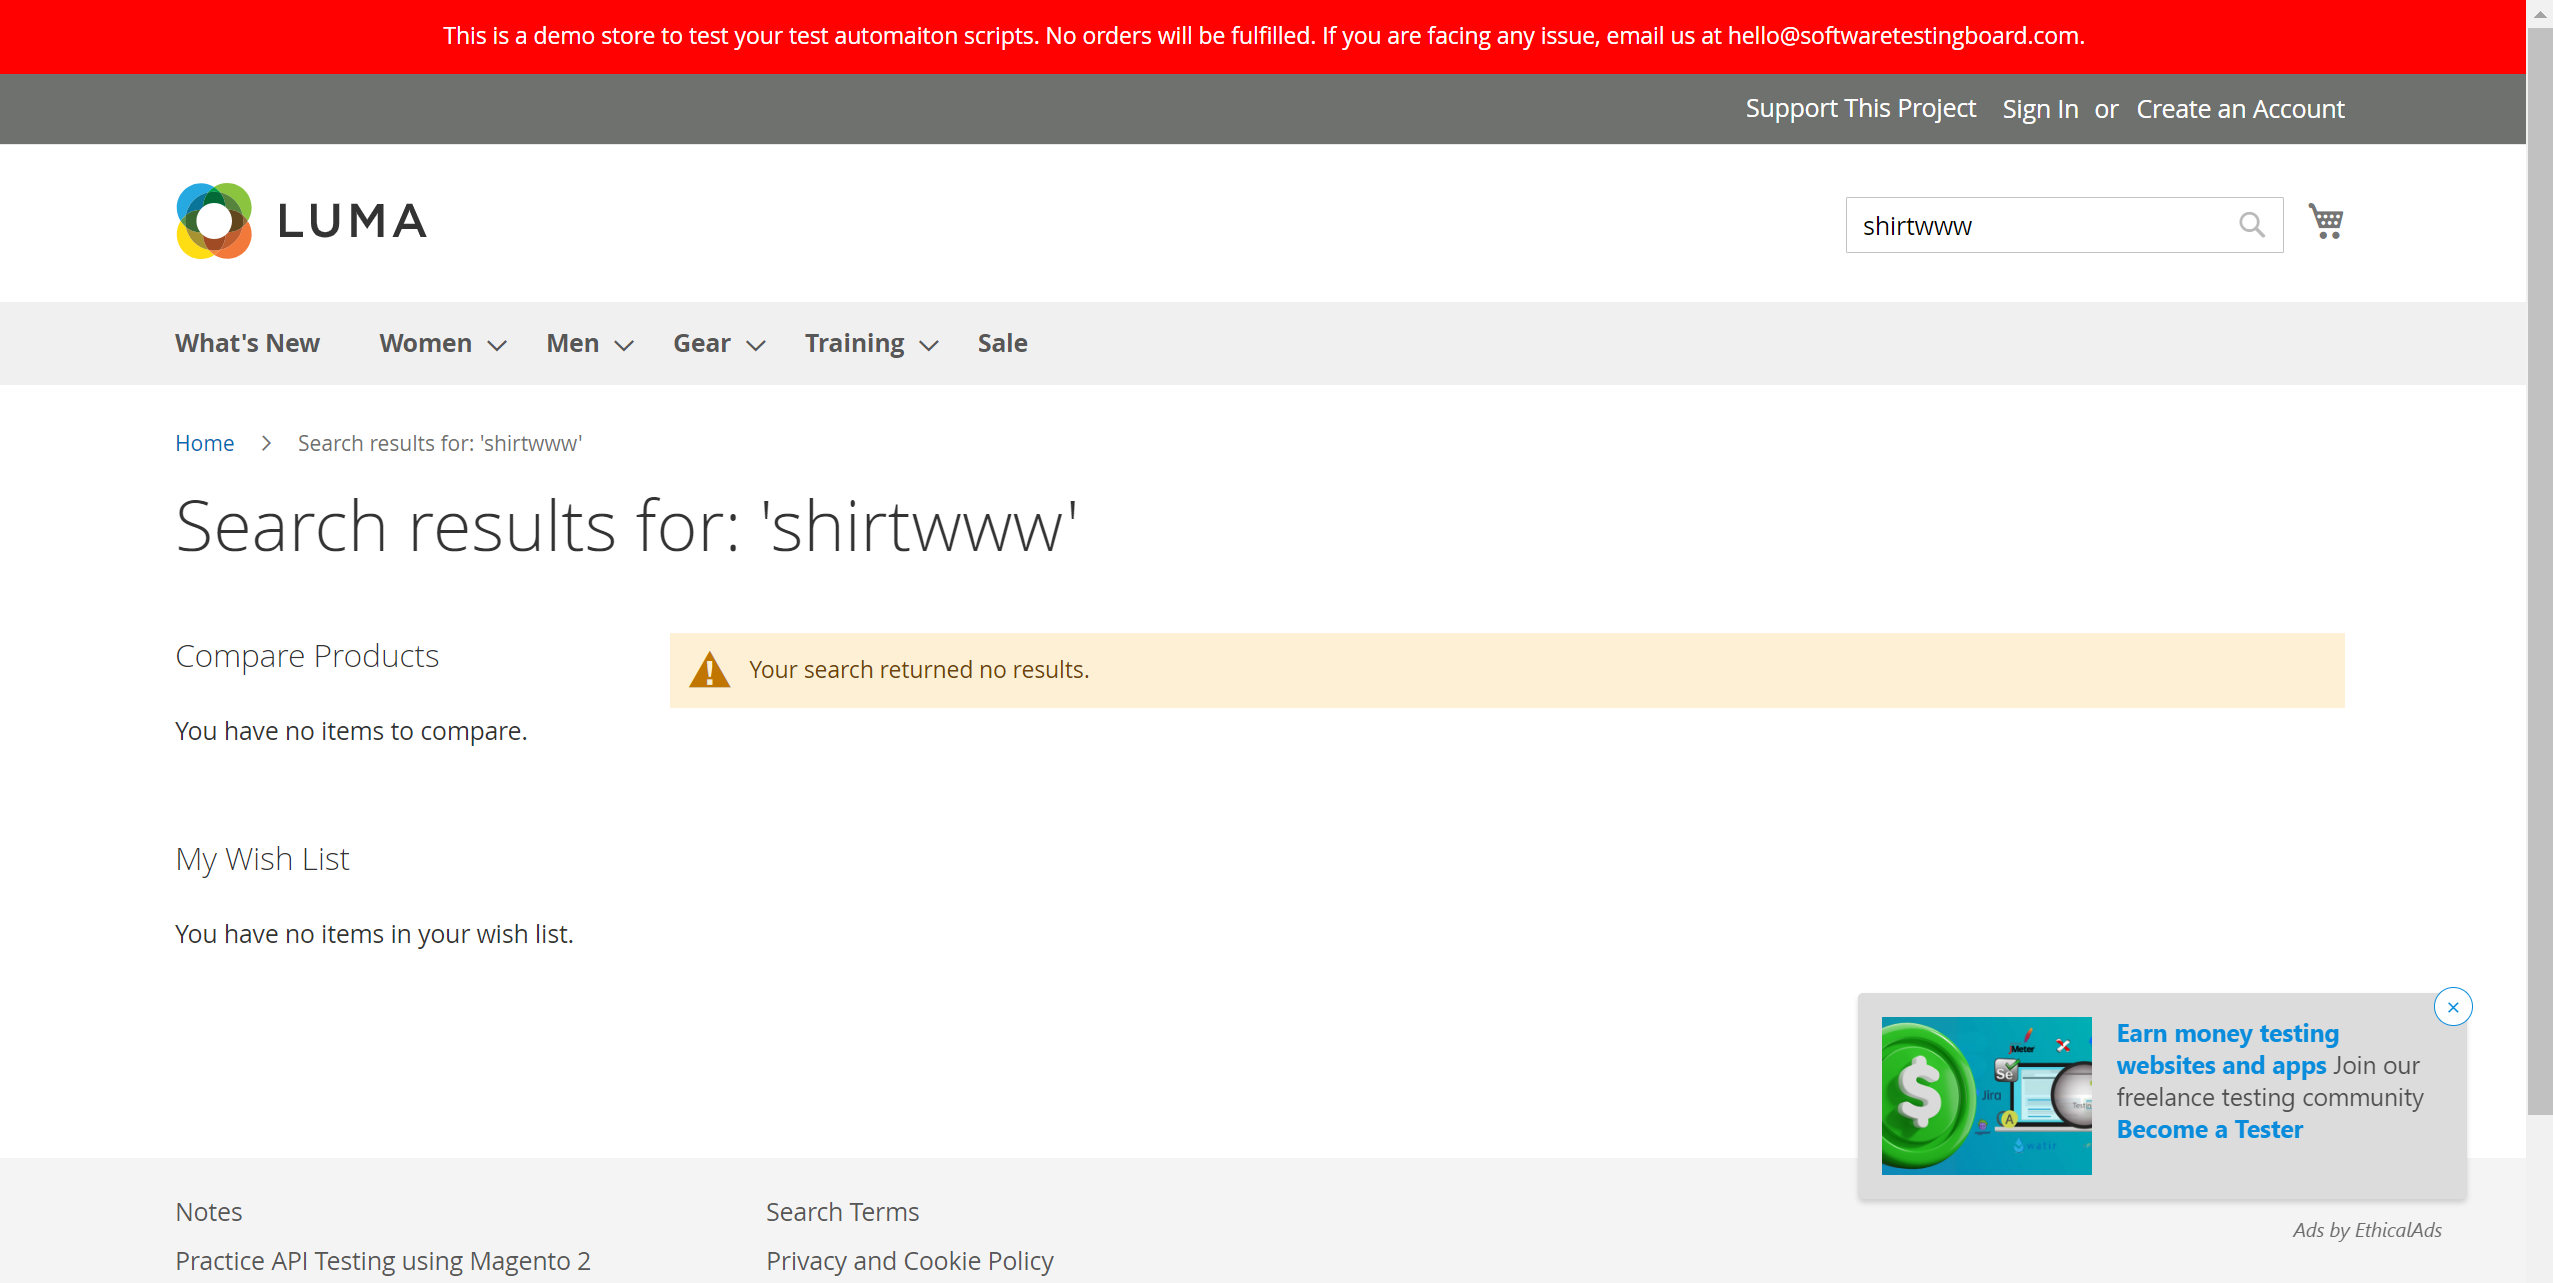 This is a demo store to test your test automaiton scripts. No orders will be fulfilled. If you are facing any issue, email us at hello@softwaretestingboard.com.
Support This Project Sign In or Create an Account
LUMA
shirtwww
What's New Women Men Gear Training Sale
Home Search results for: 'shirtwww'
Search results for: 'shirtwww'
Compare Products
Your search returned no results.
You have no items to compare.
My Wish List
You have no items in your wish list.
Earn money testing
websites and apps Join our
freelance testing community
Become a Tester
JMeter
Se
Jira
A
watir
Notes
Search Terms
Ads by EthicalAds
Practice API Testing using Magento 2
Privacy and Cookie Policy